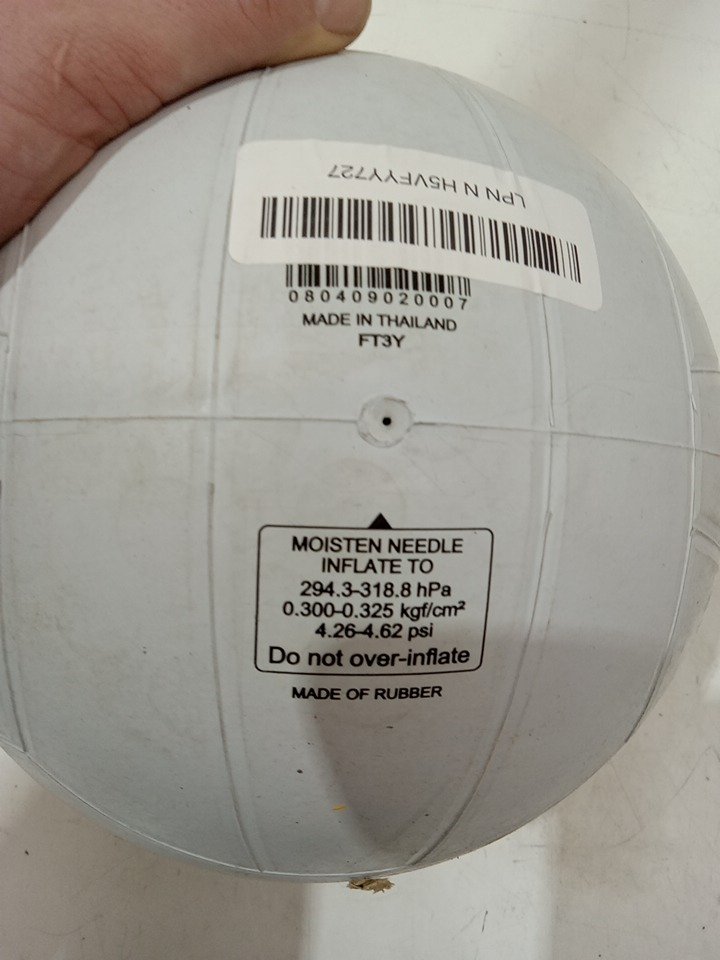 LPN N H5VFYY727
080409020007
MADE IN THAILAND
FT3Y
MOISTEN NEEDLE
INFLATE TO
294.3-318.8 hPa
0.300-0.325 kgf/cm²
4.26-4.62 psi
Do not over-inflate
MADE OF RUBBER